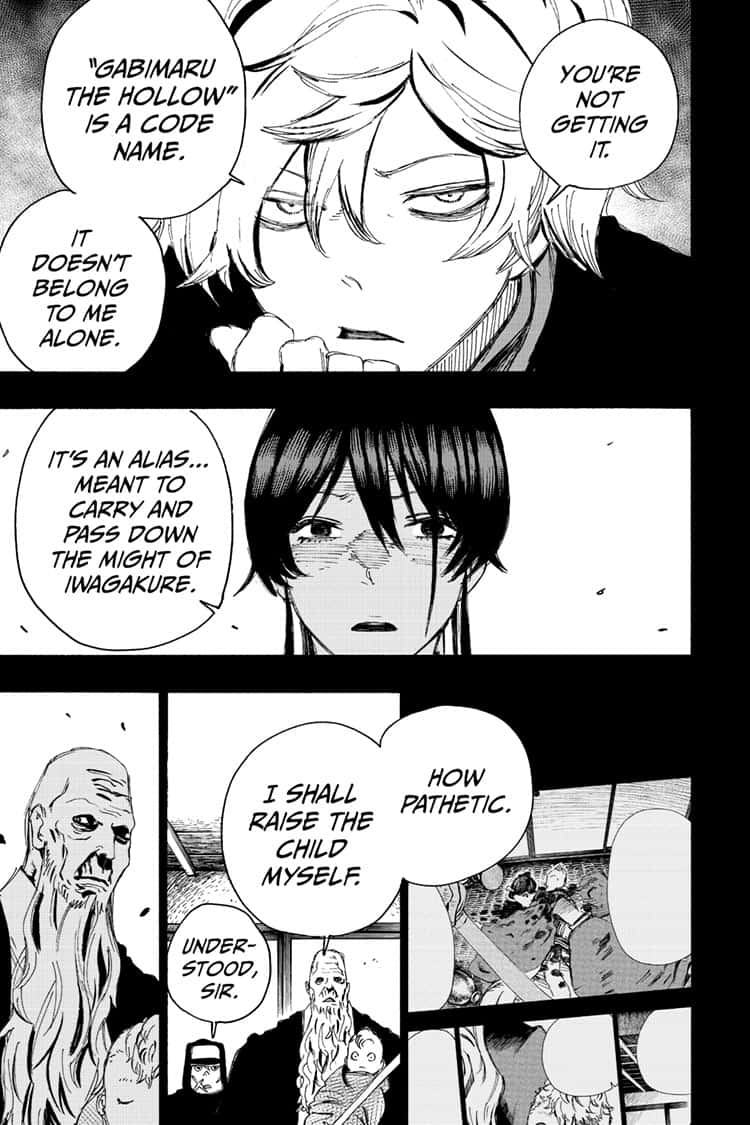 YOU'RE
NOT
GETTING
IT.
"GABIMARU
THE HOLLOW"
IS A CODE
NAME.
IT
DOESN'T
BELONG
TO ME
ALONE.
IT'S AN ALIAS...
MEANT TO
CARRY AND
PASS DOWN
THE MIGHT OF
IWAGAKURE.
HOW
PATHETIC.
I SHALL
RAISE THE
CHILD
MYSELF.
UNDER-
STOOD,
SIR.